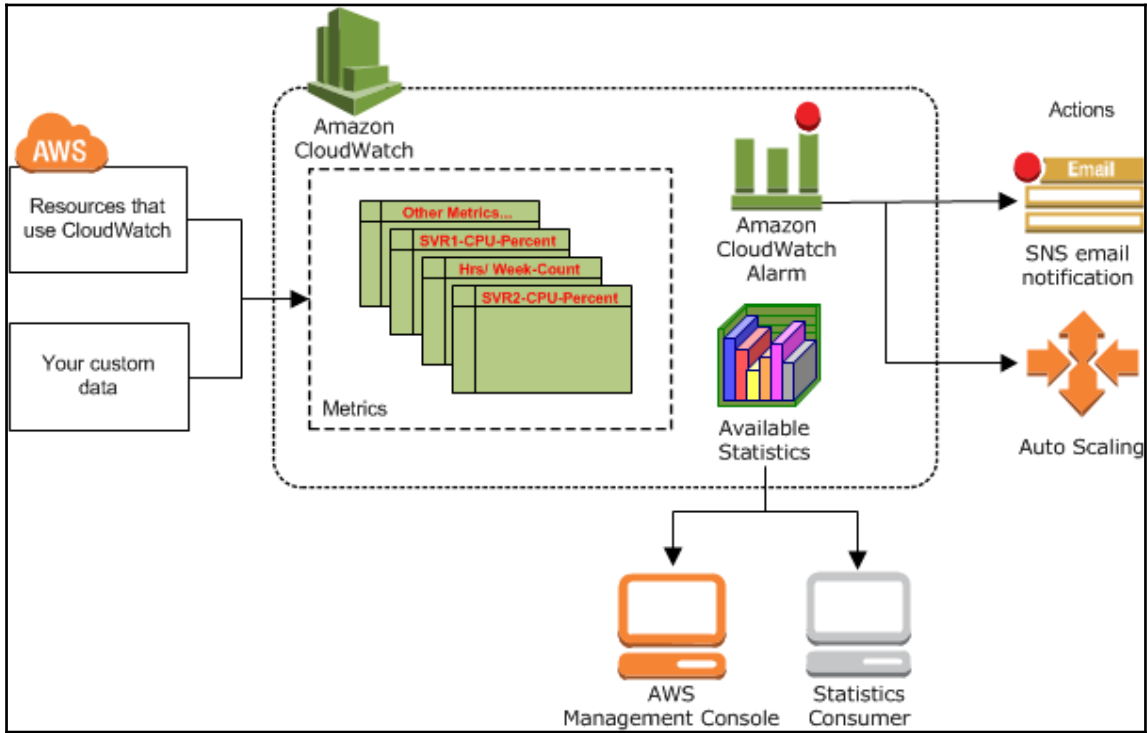 Amazon
CloudWatch
AWS
Resources that
use CloudWatch
Your custom
data
Other Metrics...
SVR1-CPU-Percent
Hrs/ Week-Count
SVR2-CPU-Percent
Metrics
Amazon
CloudWatch
Alarm
Available
Statistics
Actions
Email
SNS email
notification
Auto Scaling
AWS
Management Console
Statistics
Consumer